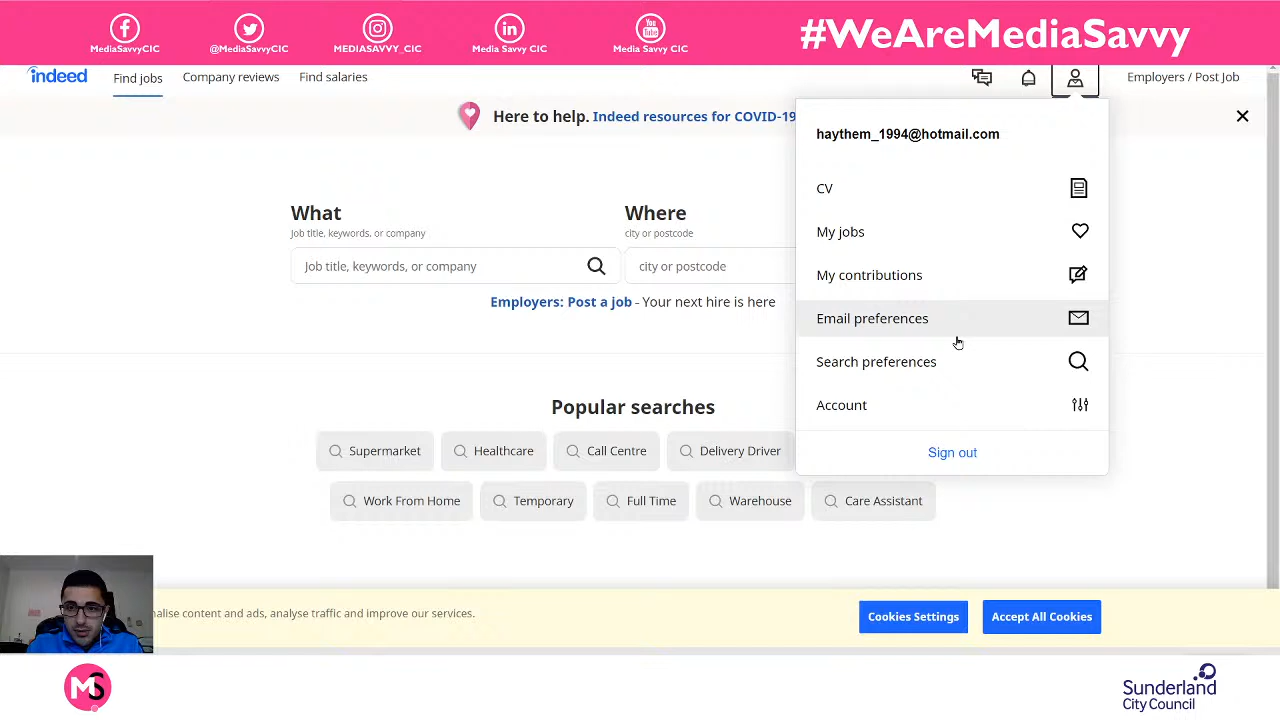 MediaSavvyCIC
@MediaSavvyCIC
MEDIASAVVY_CIC
Media Savvy CIC
You Tube
Media Savvy CIC
#WeAreMediaSavvy
indeed
Find jobs
Company reviews
Find salaries
Employers / Post Job
Here to help. Indeed resources for COVID-19
haythem_1994@hotmail.com
CV
My jobs
My contributions
Email preferences
Search preferences
Account
Sign out
What
Job title, keywords, or company
Job title, keywords, or company
Where
city or postcode
city or postcode
Employers: Post a job - Your next hire is here
Popular searches
Supermarket
Healthcare
Call Centre
Delivery Driver
Work From Home
Temporary
Full Time
Warehouse
Care Assistant
alise content and ads, analyse traffic and improve our services.
Cookies Settings
Accept All Cookies
MS
Sunderland
City Council